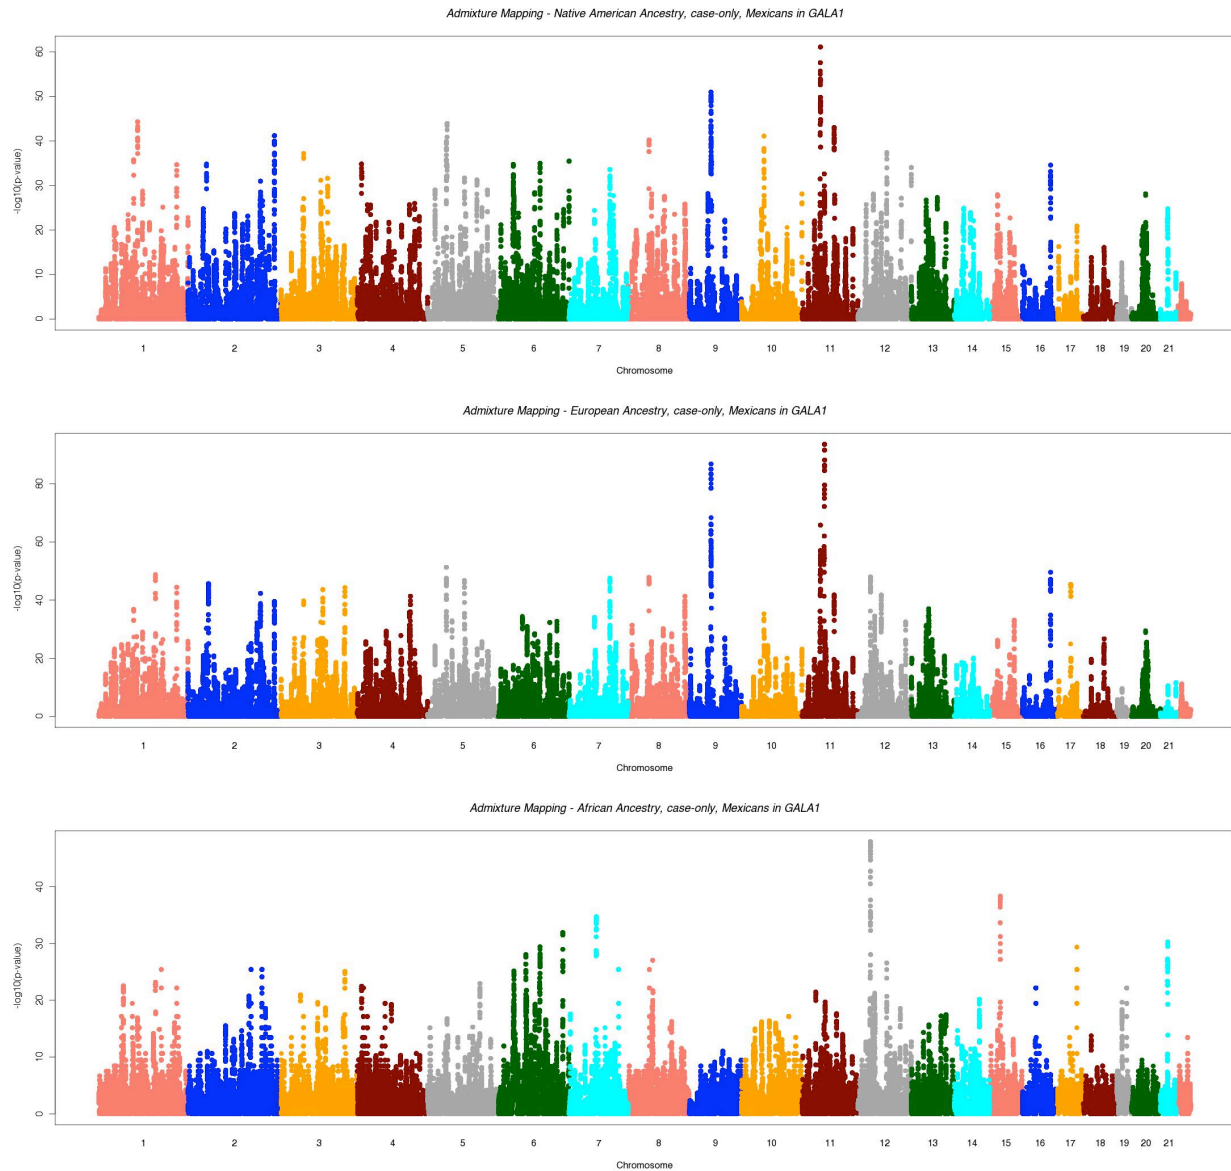 Admixture Mapping - Native American Ancestry, case-only, Mexicans in GALA1
60
50
40
30
20
10
0
-log10(p-value)
1 2 3 4 5 6 7 8 9 10 11 12 13 14 15 16 17 18 19 20 21
Chromosome
Admixture Mapping - European Ancestry, case-only, Mexicans in GALA1
80
60
40
20
0
-log10(p-value)
1 2 3 4 5 6 7 8 9 10 11 12 13 14 15 16 17 18 19 20 21
Chromosome
Admixture Mapping - African Ancestry, case-only, Mexicans in GALA1
40
30
20
10
0
-log10(p-value)
1 2 3 4 5 6 7 8 9 10 11 12 13 14 15 16 17 18 19 20 21
Chromosome